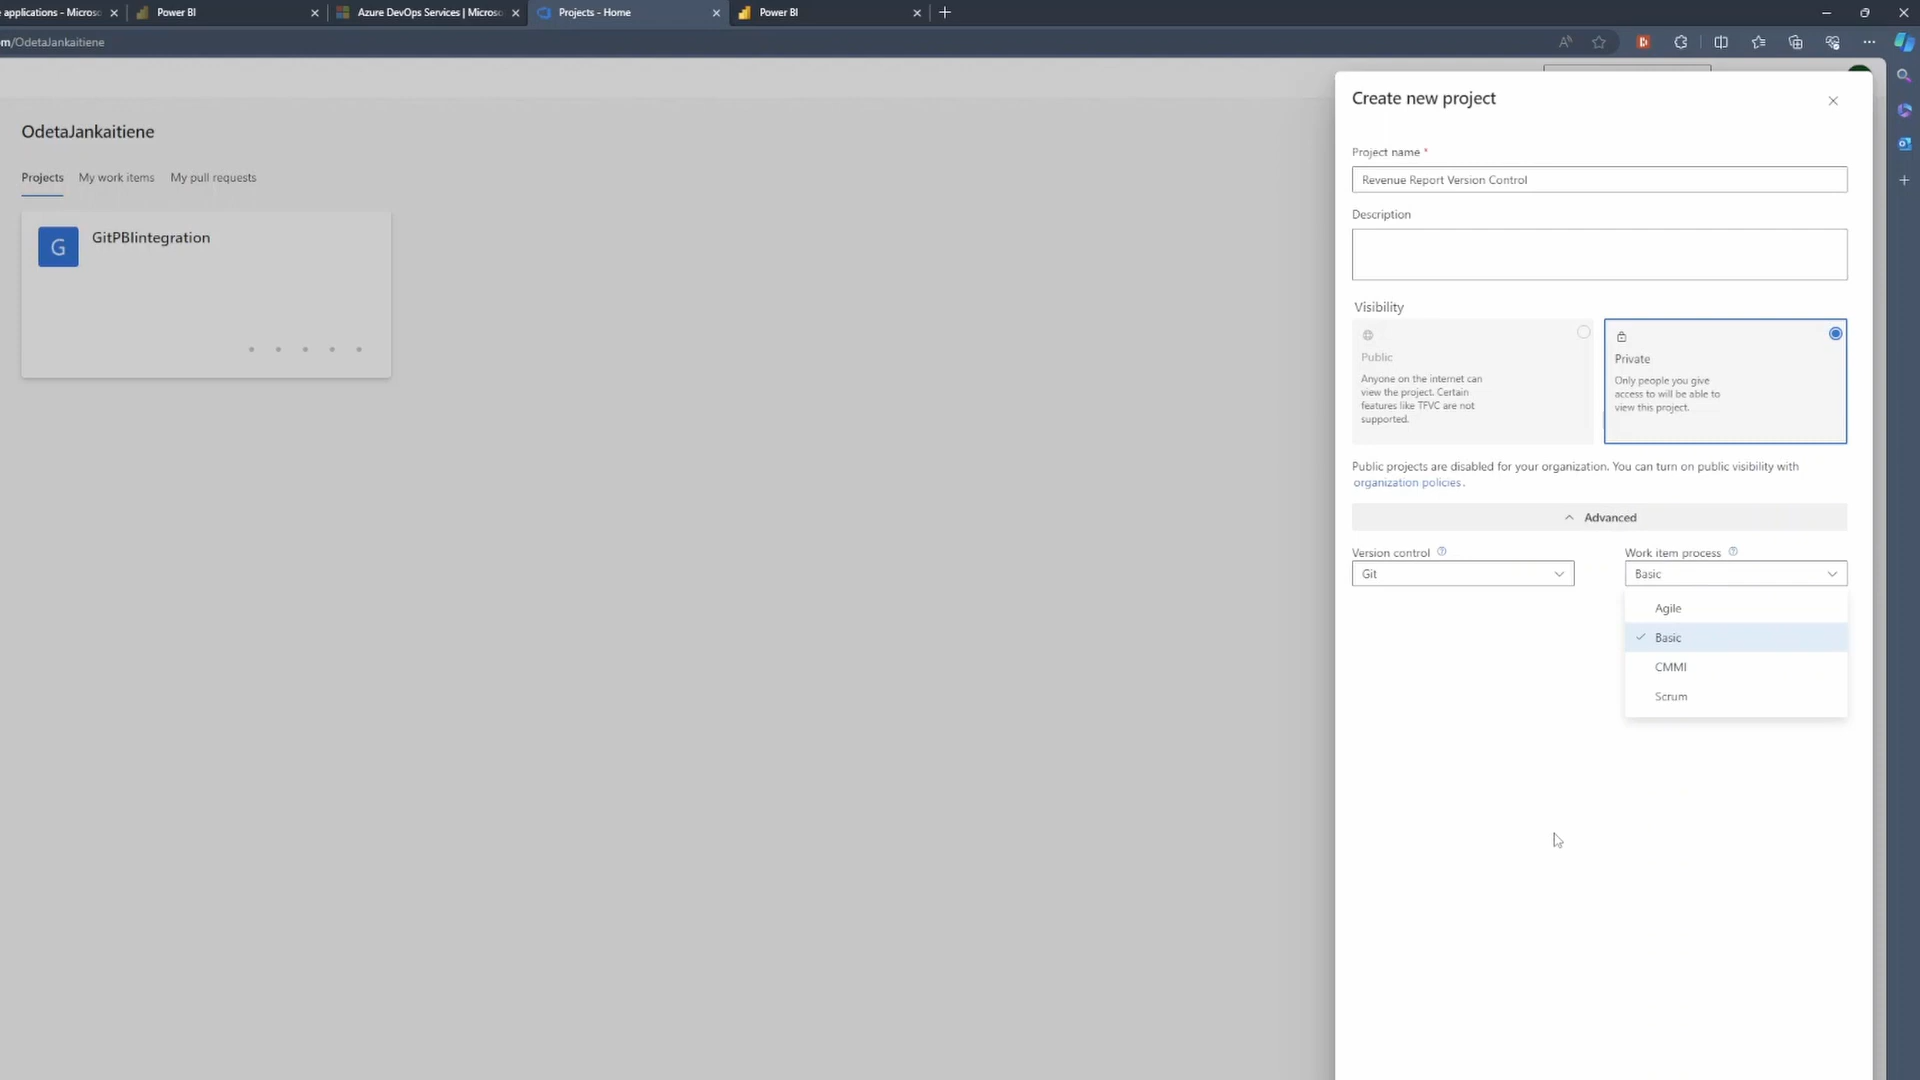 e applications - Microsc
Power BI
Azure DevOps Services | Microso
Projects - Home
Power BI
om/OdetaJankaitiene
OdetaJankaitiene
Projects
My work items
My pull requests
G
GitPBIintegration
Create new project
Project name *
Revenue Report Version Control
Description
Visibility
Public
Anyone on the internet can
view the project. Certain
features like TFVC are not
supported.
Private
Only people you give
access to will be able to
view this project.
Public projects are disabled for your organization. You can turn on public visibility with
organization policies.
Advanced
Version control
Work item process
Git
Basic
Agile
Basic
CMMI
Scrum